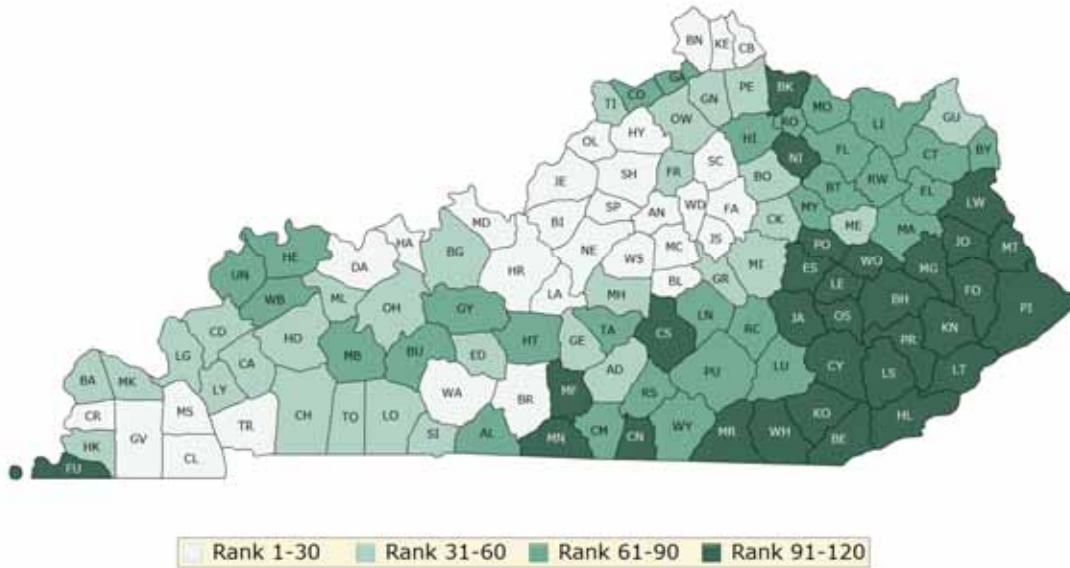 BN KE CB
GA
CO
TI
GN
PE
BK
OW
MO
RO
LI
GU
HY
OL
HI
SC
NI
FL
CT
BY
JE
SH
FR
BO
BT
RW
EL
SP
WD
FA
MY
LW
MD
BI
AN
CK
ME
MA
HA
NE
WS
MC
JS
PO
WO
JO
MT
HE
DA
BG
HR
MI
ES
LE
MG
UN
LA
BL
GR
BH
FO
PI
WB
ML
OH
MH
GY
LN
JA
OS
CD
HD
BU
HT
TA
CS
RC
PR
KN
LG
CA
MB
ED
GE
LU
CY
LS
LT
BA
MK
LY
AD
PU
MS
WA
BR
MF
RS
CR
GV
TR
CH
TO
LO
KO
HL
HK
SI
AL
MN
CM
CN
WY
MR
WH
BE
FU
CL
Rank 1-30 Rank 31-60 Rank 61-90 Rank 91-120